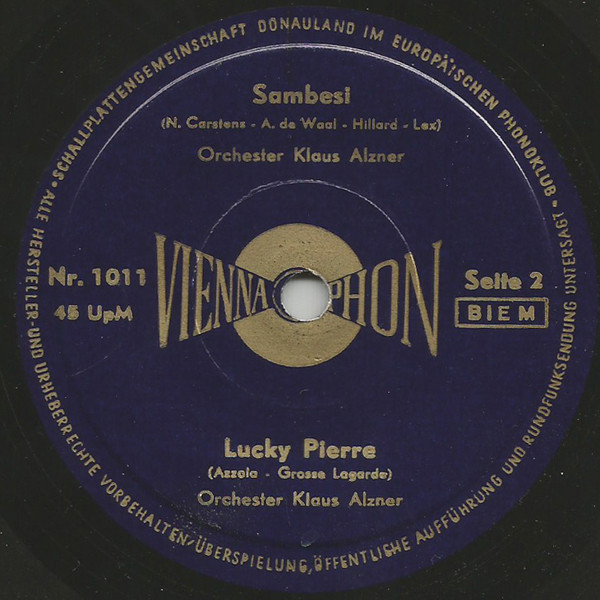 SCHALLPLATTENGEMEINSCHAFT DONAULAND IM EUROPÄISCHEN PHONOKLUB •
Sambesi
(N. Carstens - A. de Waal - Hillard - Lex)
Orchester Klaus Alzner
Nr. 1011
45 UpM
VIENNAPHON
Seite 2
BIEM
Lucky Pierre
(Azzola - Grosse Lagarde)
Orchester Klaus Alzner
• ALLE HERSTELLER- UND URHEBERRECHTE VORBEHALTEN/ÜBERSPIELUNG, ÖFFENTLICHE AUFFÜHRUNG UND RUNDFUNKSENDUNG UNTERSAGT •